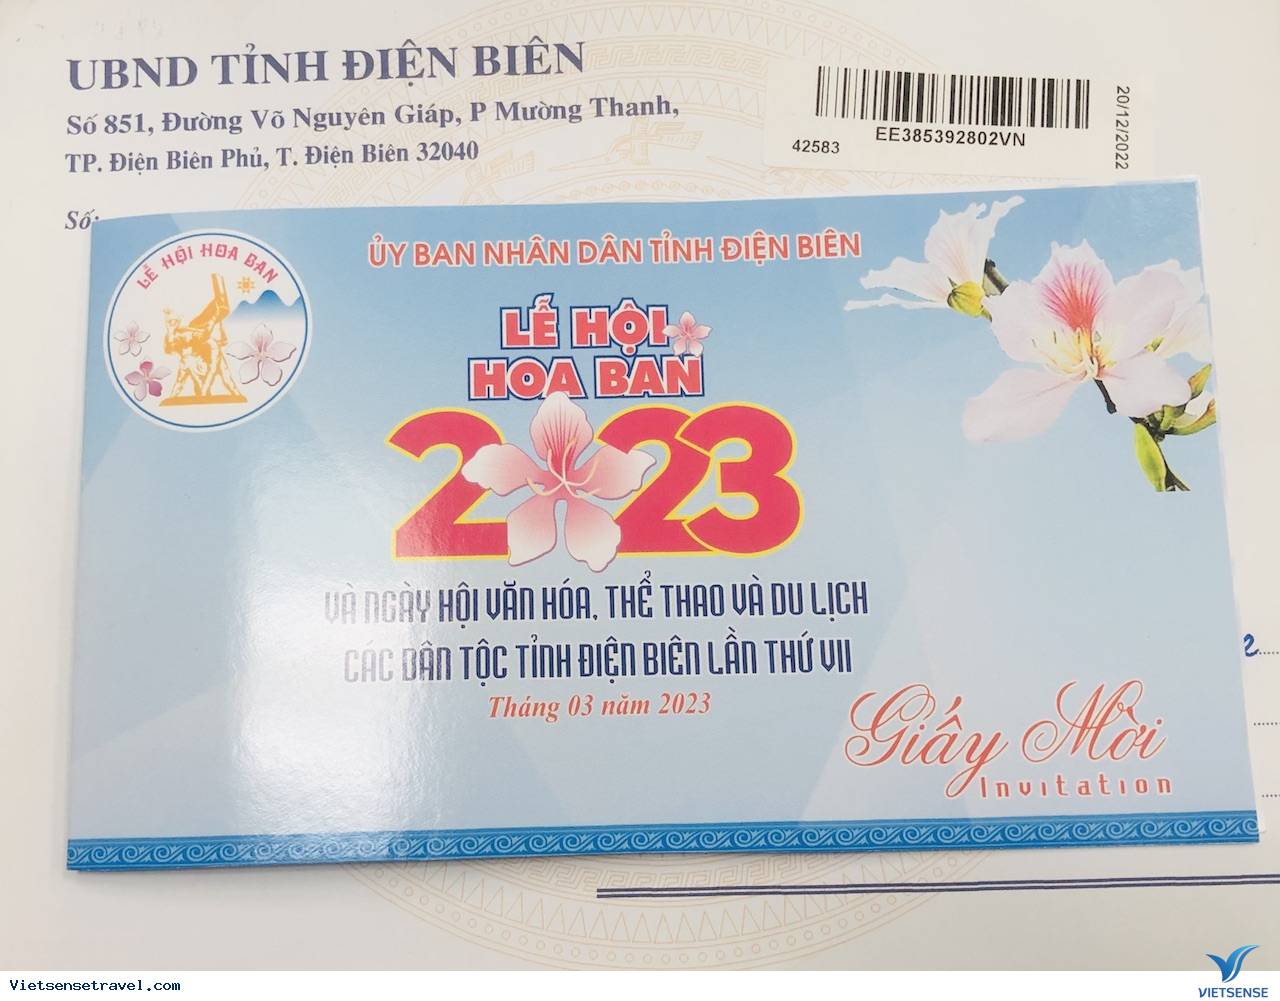 UBND TỈNH ĐIỆN BIÊN
Số 851, Đường Võ Nguyên Giáp, P Mường Thanh,
TP. Điện Biên Phủ, T. Điện Biên 32040
Số:
42583
EE385392802VN
20/12/2022
LỄ HỘI HOA BAN
ỦY BAN NHÂN DÂN TỈNH ĐIỆN BIÊN
LỄ HỘI
HOA BAN
2023
VÀ NGÀY HỘI VĂN HÓA, THỂ THAO VÀ DU LỊCH
CÁC DÂN TỘC TỈNH ĐIỆN BIÊN LẦN THỨ VII
Tháng 03 năm 2023
Giấy Mời
Invitation
Vietsensetravel.com
VIETSENSE